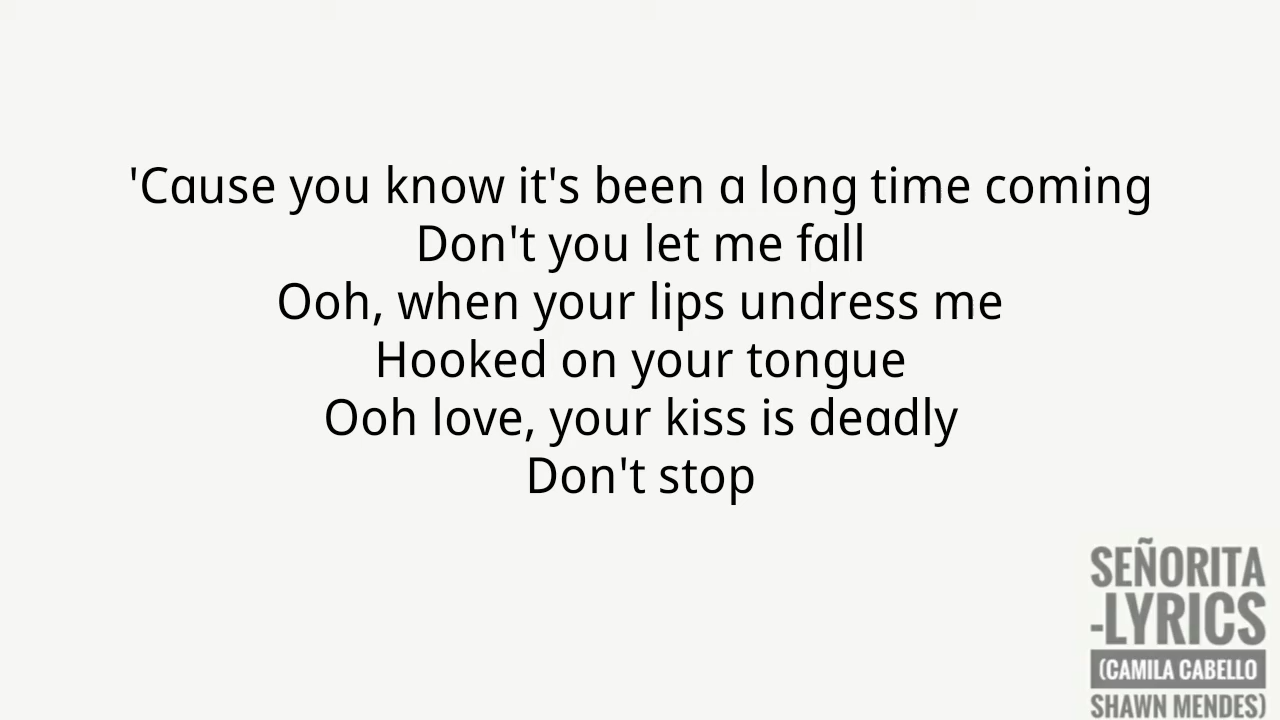 'Cause you know it's been a long time coming
Don't you let me fall
Ooh, when your lips undress me
Hooked on your tongue
Ooh love, your kiss is deadly
Don't stop
SEÑORITA
-LYRICS
(CAMILA CABELLO
SHAWN MENDES)